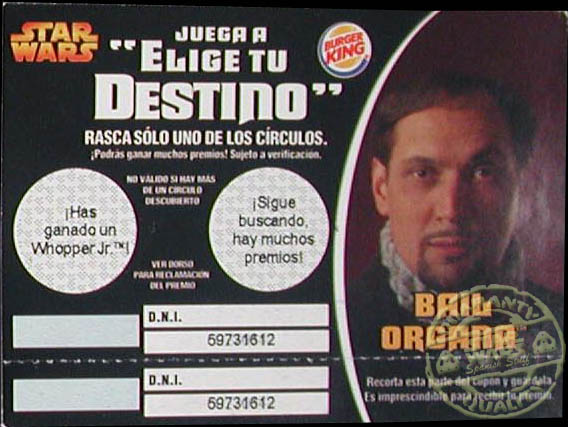 STAR WARS
JUEGA A
"ELIGE TU
DESTINO"
BURGER KING
RASCA SÓLO UNO DE LOS CÍRCULOS.
¡Podrás ganar muchos premios! Sujeto a verificación.
¡Has
ganado un
Whopper Jr.™!
NO VÁLIDO SI HAY MÁS
DE UN CÍRCULO
DESCUBIERTO
VER DORSO
PARA RECLAMACIÓN
DEL PREMIO
¡Sigue
buscando,
hay muchos
premios!
BAIL
ORGANA™
D.N.I.
59731612
D.N.I.
59731612
Recorta esta parte del cupón y guárdala.
Es imprescindible para recibir tu premio.
Spanish Stuff